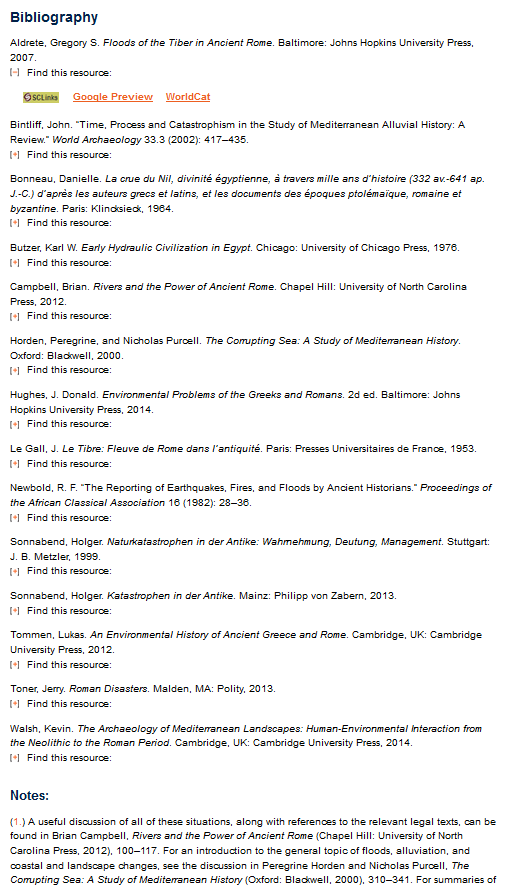 Bibliography
Aldrete, Gregory S. Floods of the Tiber in Ancient Rome. Baltimore: Johns Hopkins University Press,
2007.
[-] Find this resource:
SCLinks Google Preview WorldCat
Bintliff, John. “Time, Process and Catastrophism in the Study of Mediterranean Alluvial History: A
Review.” World Archaeology 33.3 (2002): 417–435.
[+] Find this resource:
Bonneau, Danielle. La crue du Nil, divinité égyptienne, à travers mille ans d’histoire (332 av.-641 ap.
J.-C.) d’après les auteurs grecs et latins, et les documents des époques ptolémaïque, romaine et
byzantine. Paris: Klincksieck, 1964.
[+] Find this resource:
Butzer, Karl W. Early Hydraulic Civilization in Egypt. Chicago: University of Chicago Press, 1976.
[+] Find this resource:
Campbell, Brian. Rivers and the Power of Ancient Rome. Chapel Hill: University of North Carolina
Press, 2012.
[+] Find this resource:
Horden, Peregrine, and Nicholas Purcell. The Corrupting Sea: A Study of Mediterranean History.
Oxford: Blackwell, 2000.
[+] Find this resource:
Hughes, J. Donald. Environmental Problems of the Greeks and Romans. 2d ed. Baltimore: Johns
Hopkins University Press, 2014.
[+] Find this resource:
Le Gall, J. Le Tibre: Fleuve de Rome dans l’antiquité. Paris: Presses Universitaires de France, 1953.
[+] Find this resource:
Newbold, R. F. “The Reporting of Earthquakes, Fires, and Floods by Ancient Historians.” Proceedings of
the African Classical Association 16 (1982): 28–36.
[+] Find this resource:
Sonnabend, Holger. Naturkatastrophen in der Antike: Wahrnehmung, Deutung, Management. Stuttgart:
J. B. Metzler, 1999.
[+] Find this resource:
Sonnabend, Holger. Katastrophen in der Antike. Mainz: Philipp von Zabern, 2013.
[+] Find this resource:
Tommen, Lukas. An Environmental History of Ancient Greece and Rome. Cambridge, UK: Cambridge
University Press, 2012.
[+] Find this resource:
Toner, Jerry. Roman Disasters. Malden, MA: Polity, 2013.
[+] Find this resource:
Walsh, Kevin. The Archaeology of Mediterranean Landscapes: Human-Environmental Interaction from
the Neolithic to the Roman Period. Cambridge, UK: Cambridge University Press, 2014.
[+] Find this resource:
Notes:
(1.) A useful discussion of all of these situations, along with references to the relevant legal texts, can be
found in Brian Campbell, Rivers and the Power of Ancient Rome (Chapel Hill: University of North
Carolina Press, 2012), 100–117. For an introduction to the general topic of floods, alluviation, and
coastal and landscape changes, see the discussion in Peregrine Horden and Nicholas Purcell, The
Corrupting Sea: A Study of Mediterranean History (Oxford: Blackwell, 2000), 310–341. For summaries of